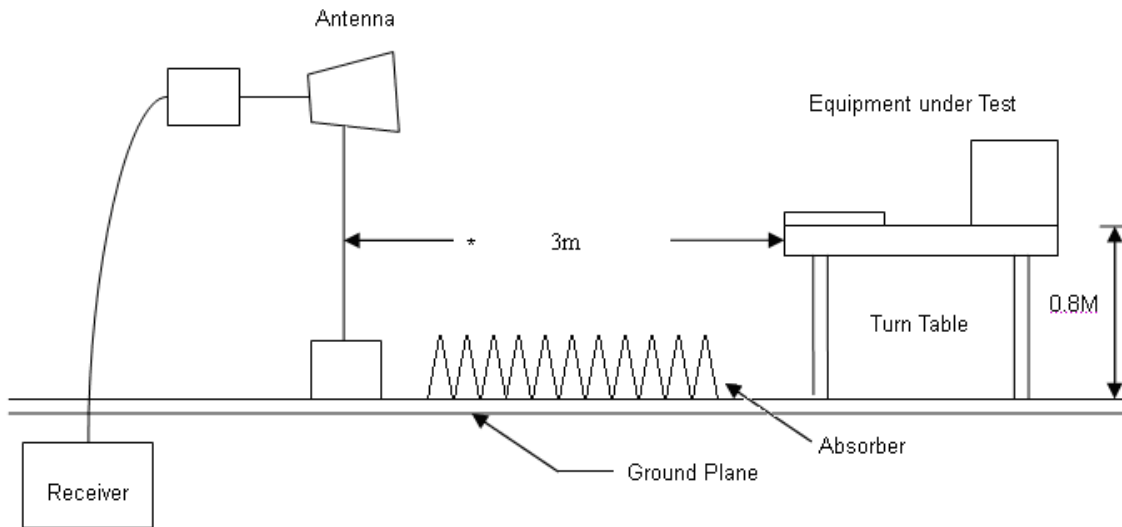 Antenna
Equipment under Test
* 3m
0.8M
Turn Table
Absorber
Ground Plane
Receiver